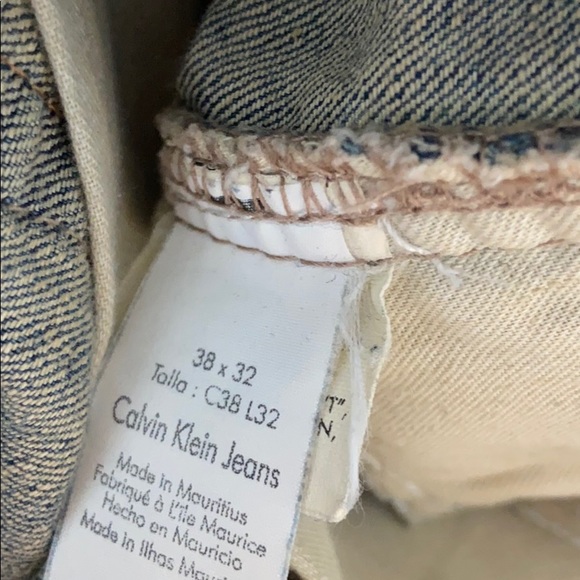 38 x 32
Talla : C38 L32
Calvin Klein Jeans
Made in Mauritius
Fabriqué à L'île Maurice
Hecho en Mauricio
Made in Ilhas